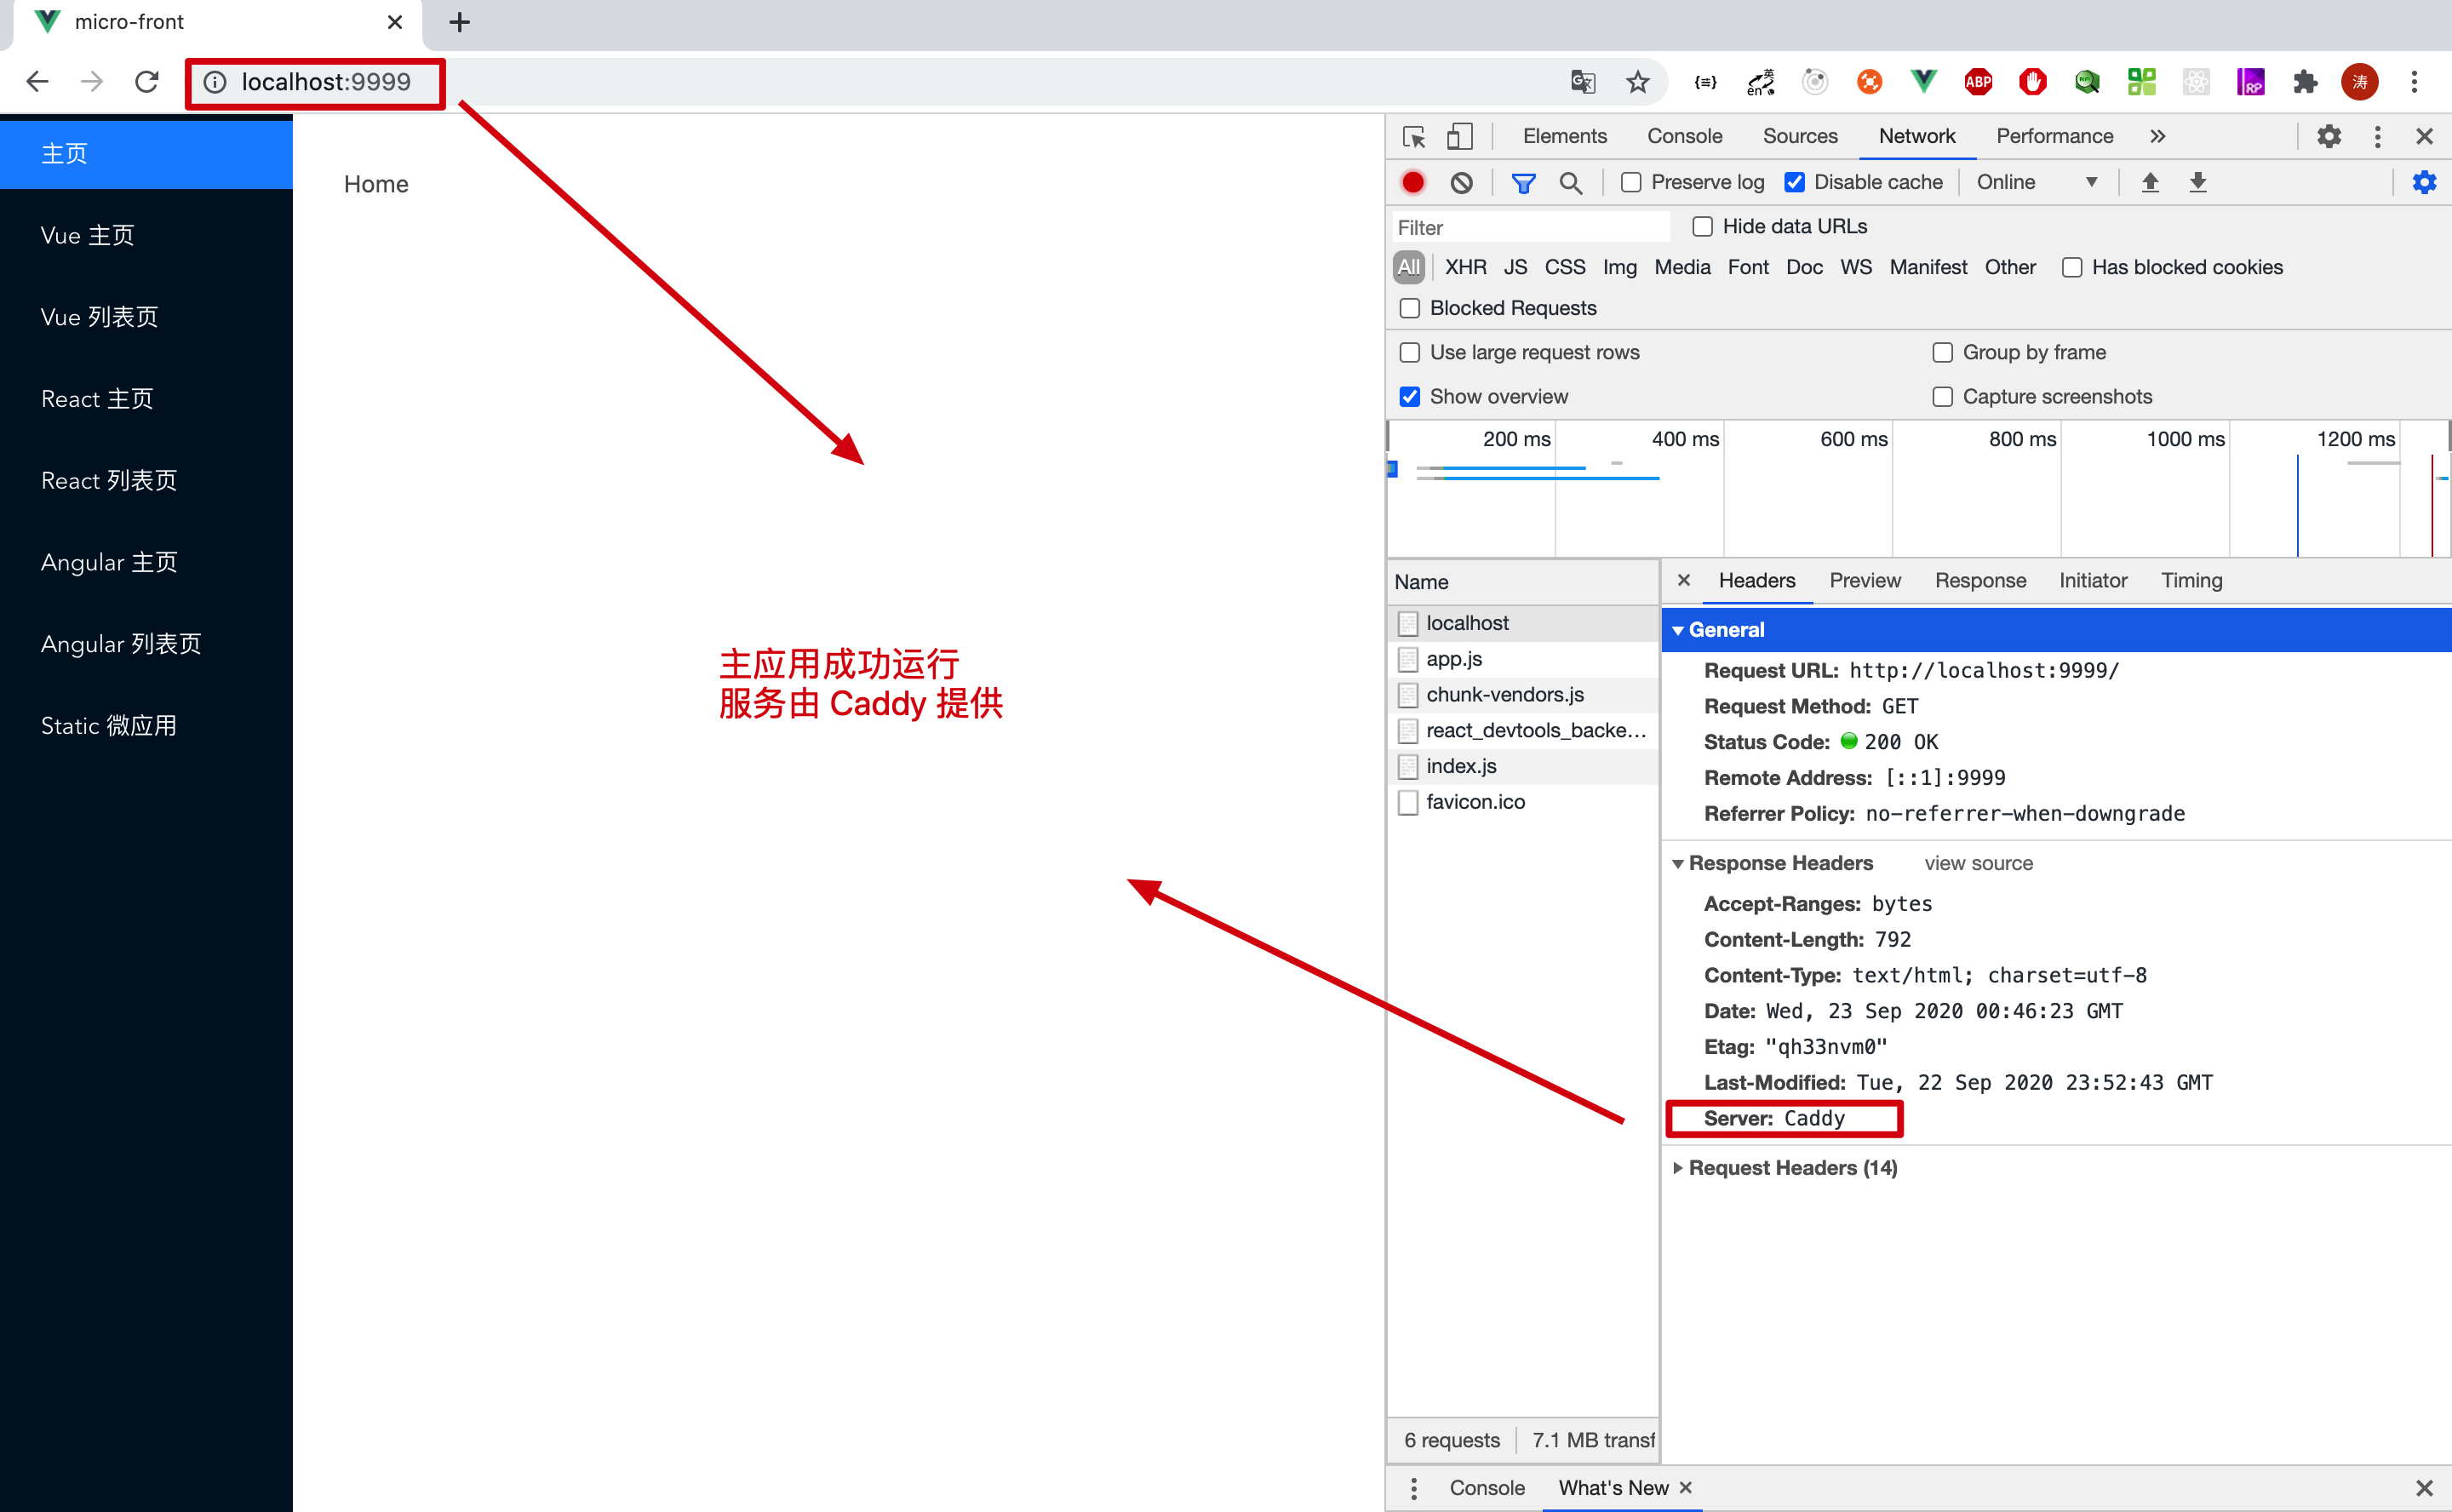 micro-front
localhost:9999
主页
Vue 主页
Vue 列表页
React 主页
React 列表页
Angular 主页
Angular 列表页
Static 微应用
Home
主应用成功运行
服务由 Caddy 提供
英
en
ABP
RP
涛
Elements Console Sources Network Performance
Preserve log Disable cache Online
Filter Hide data URLs
All XHR JS CSS Img Media Font Doc WS Manifest Other Has blocked cookies
Blocked Requests
Use large request rows Group by frame
Show overview Capture screenshots
200 ms 400 ms 600 ms 800 ms 1000 ms 1200 ms
Name
localhost
app.js
chunk-vendors.js
react_devtools_backe...
index.js
favicon.ico
6 requests 7.1 MB transf
Headers Preview Response Initiator Timing
General
Request URL: http://localhost:9999/
Request Method: GET
Status Code: 200 OK
Remote Address: [::1]:9999
Referrer Policy: no-referrer-when-downgrade
Response Headers view source
Accept-Ranges: bytes
Content-Length: 792
Content-Type: text/html; charset=utf-8
Date: Wed, 23 Sep 2020 00:46:23 GMT
Etag: "qh33nvm0"
Last-Modified: Tue, 22 Sep 2020 23:52:43 GMT
Server: Caddy
Request Headers (14)
Console What's New